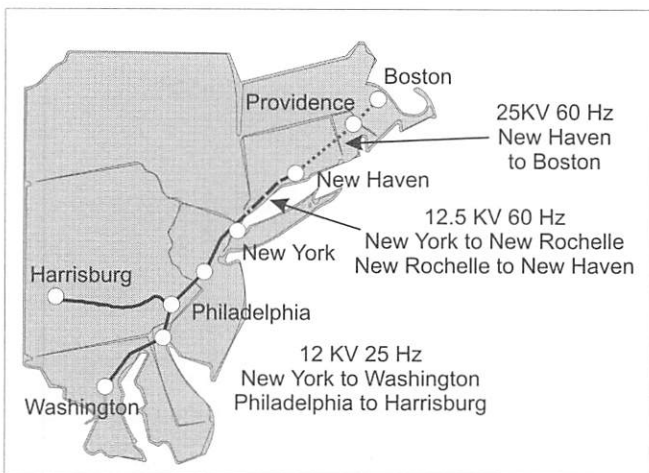 Boston
Providence
25KV 60 Hz
New Haven
to Boston
New Haven
12.5 KV 60 Hz
New York to New Rochelle
New Rochelle to New Haven
New York
Harrisburg
Philadelphia
12 KV 25 Hz
New York to Washington
Philadelphia to Harrisburg
Washington